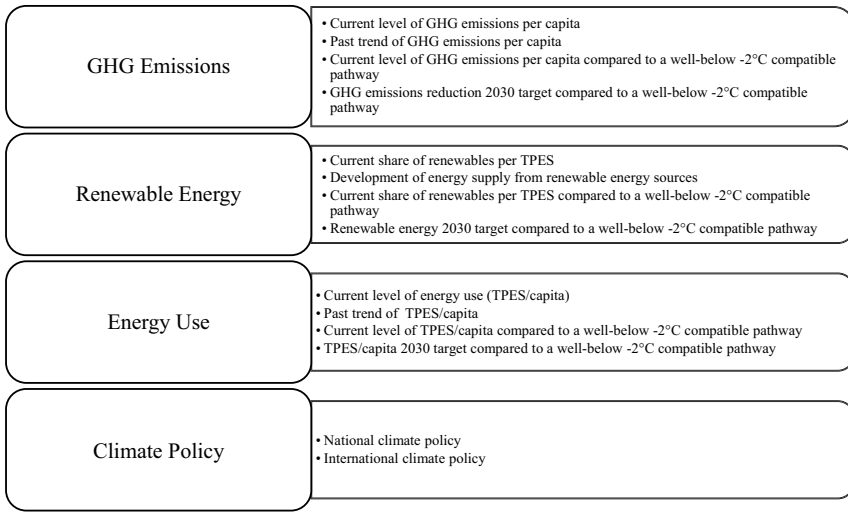 GHG Emissions
• Current level of GHG emissions per capita
• Past trend of GHG emissions per capita
• Current level of GHG emissions per capita compared to a well-below -2°C compatible
pathway
• GHG emissions reduction 2030 target compared to a well-below -2°C compatible
pathway
Renewable Energy
• Current share of renewables per TPES
• Development of energy supply from renewable energy sources
• Current share of renewables per TPES compared to a well-below -2°C compatible
pathway
• Renewable energy 2030 target compared to a well-below -2°C compatible pathway
Energy Use
• Current level of energy use (TPES/capita)
• Past trend of TPES/capita
• Current level of TPES/capita compared to a well-below -2°C compatible pathway
• TPES/capita 2030 target compared to a well-below -2°C compatible pathway
Climate Policy
• National climate policy
• International climate policy